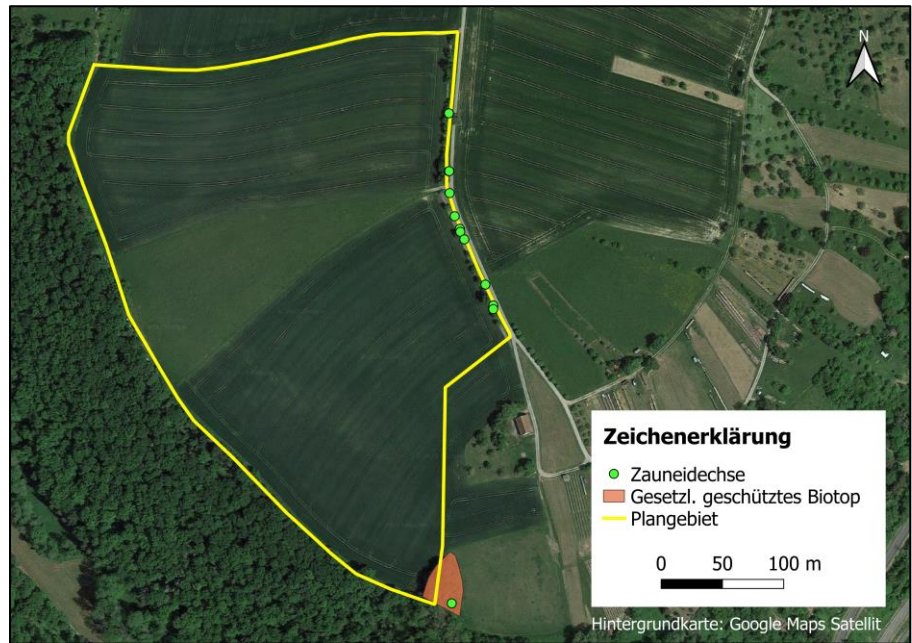 N
Zeichenerklärung
Zauneidechse
Gesetzl. geschütztes Biotop
Plangebiet
0 50 100 m
Hintergrundkarte: Google Maps Satellit